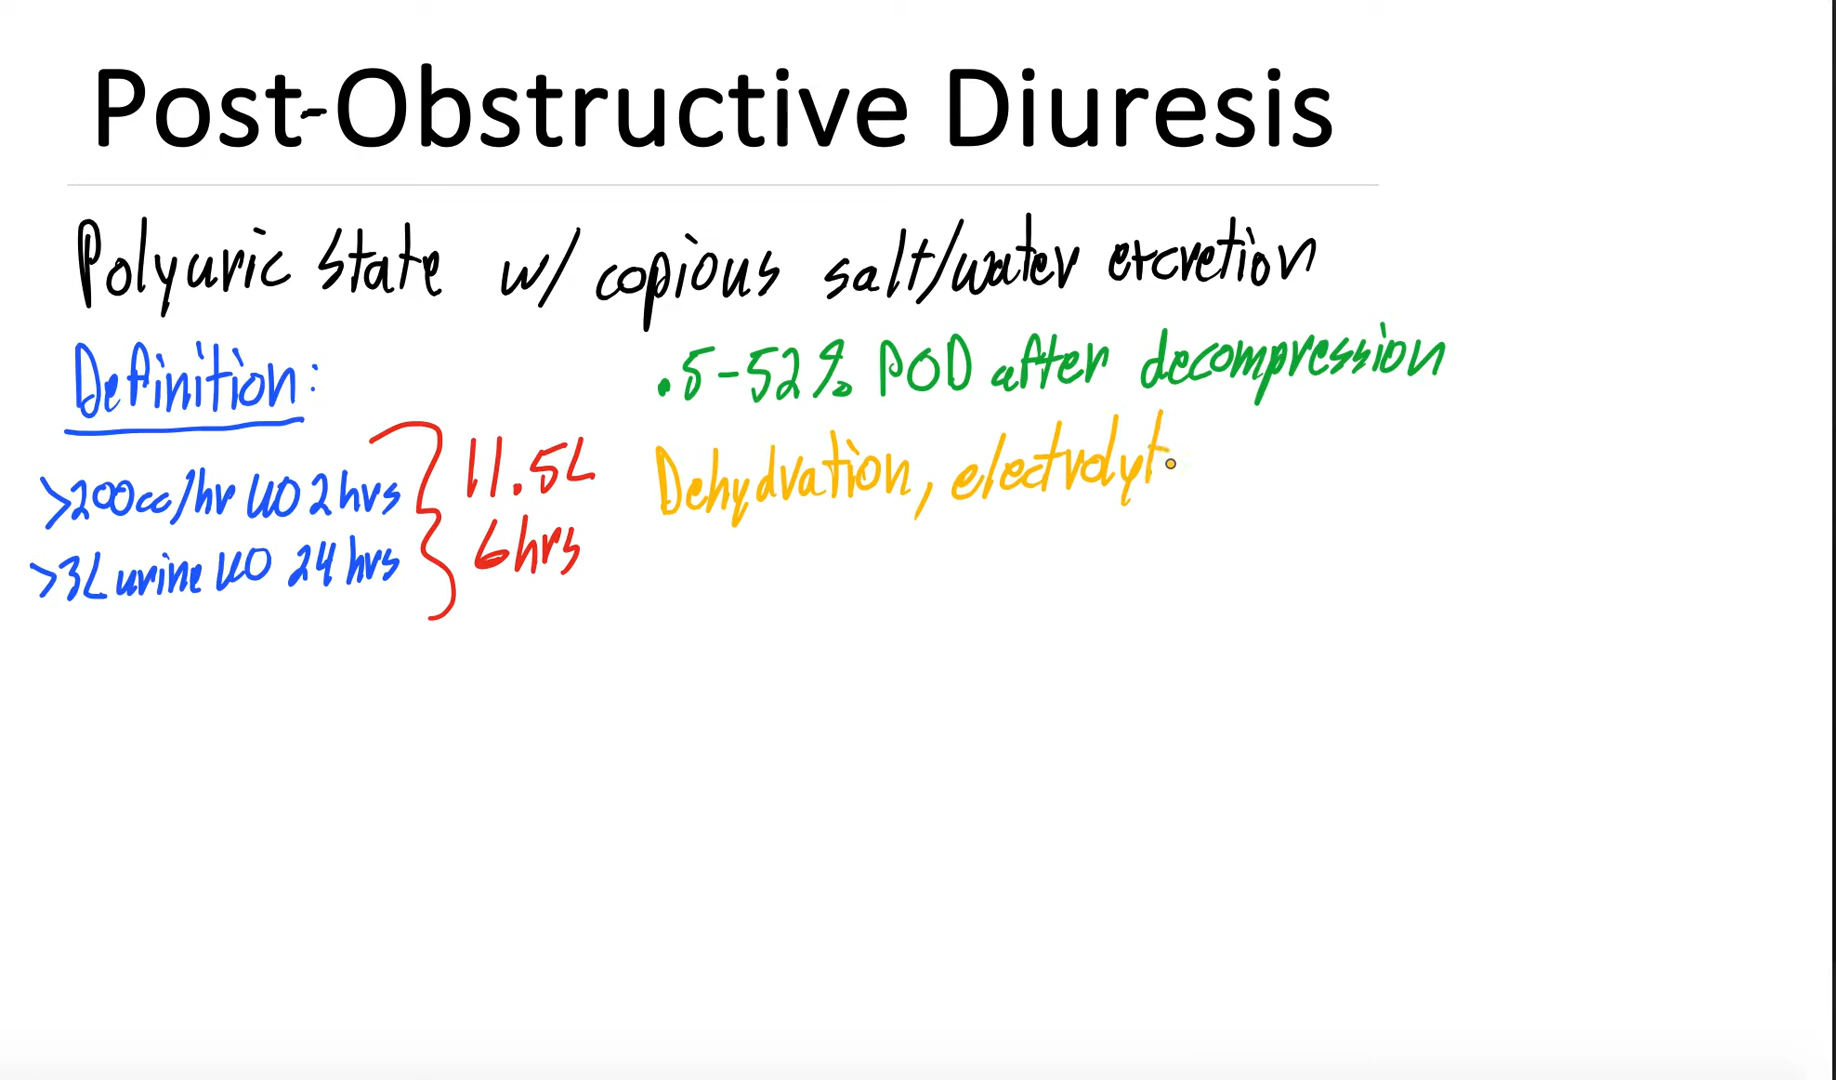 Post-Obstructive Diuresis
Polyuric state w/ copious salt/water excretion
Definition:
>200cc/hr UO 2hrs
>3L urine UO 24 hrs
11.5L
6hrs
.5-52% POD after decompression
Dehydration, electrolyt